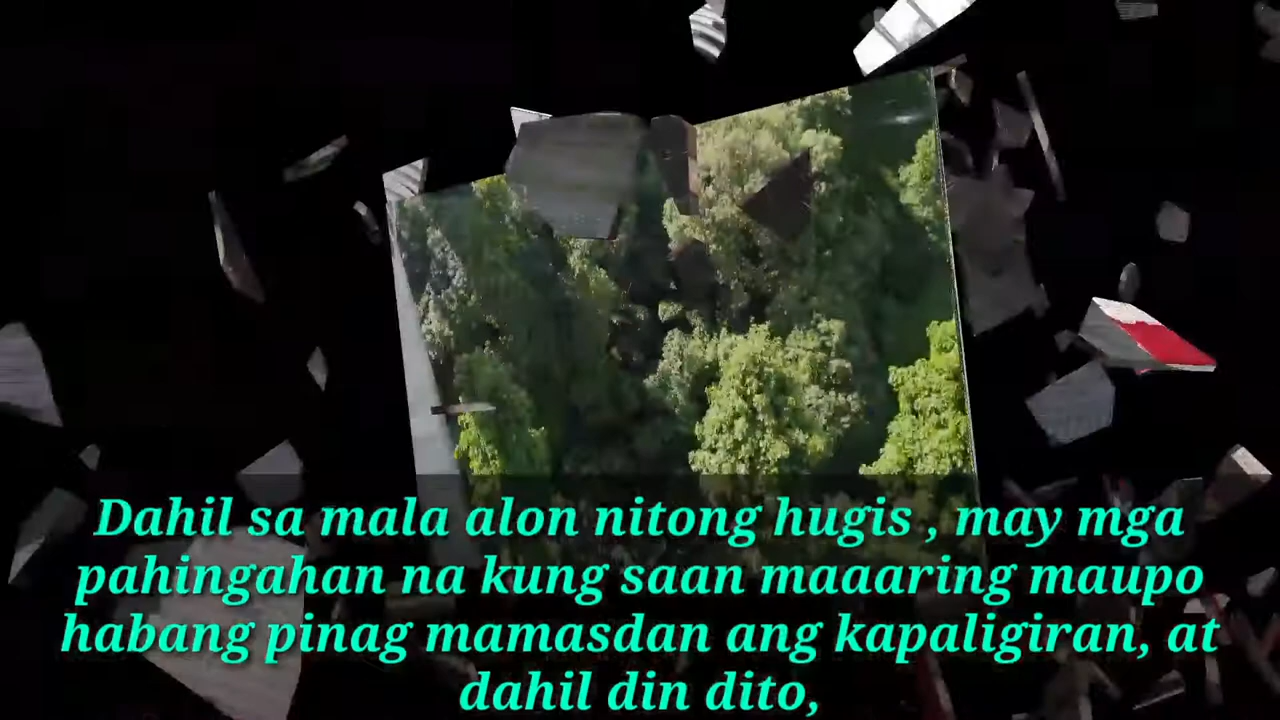 Dahil sa mala alon nitong hugis , may mga
pahingahan na kung saan maaaring maupo
habang pinag mamasdan ang kapaligiran, at
dahil din dito,